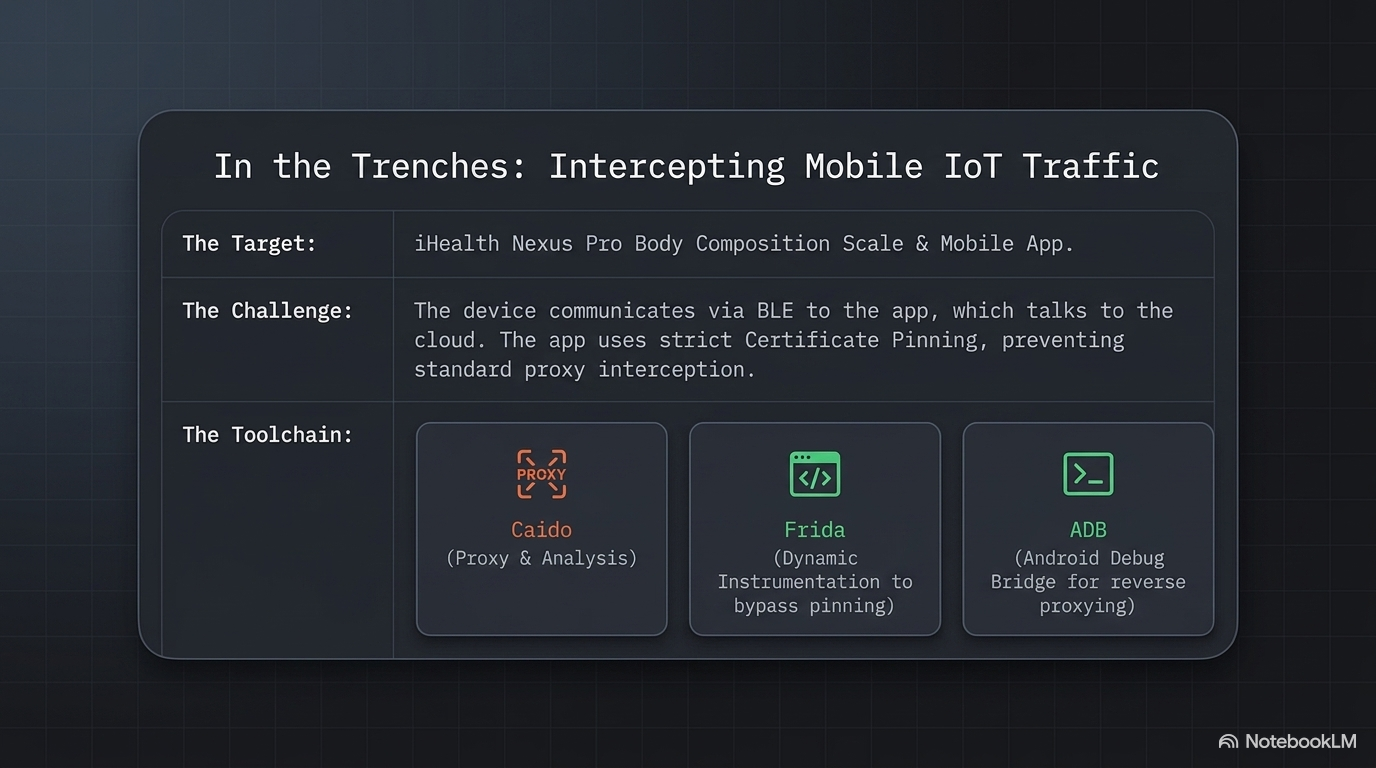 In the Trenches: Intercepting Mobile IoT Traffic
The Target:
iHealth Nexus Pro Body Composition Scale & Mobile App.
The Challenge:
The device communicates via BLE to the app, which talks to the
cloud. The app uses strict Certificate Pinning, preventing
standard proxy interception.
The Toolchain:
PROXY
Caido
(Proxy & Analysis)
Frida
(Dynamic
Instrumentation to
bypass pinning)
ADB
(Android Debug
Bridge for reverse
proxying)
NotebookLM